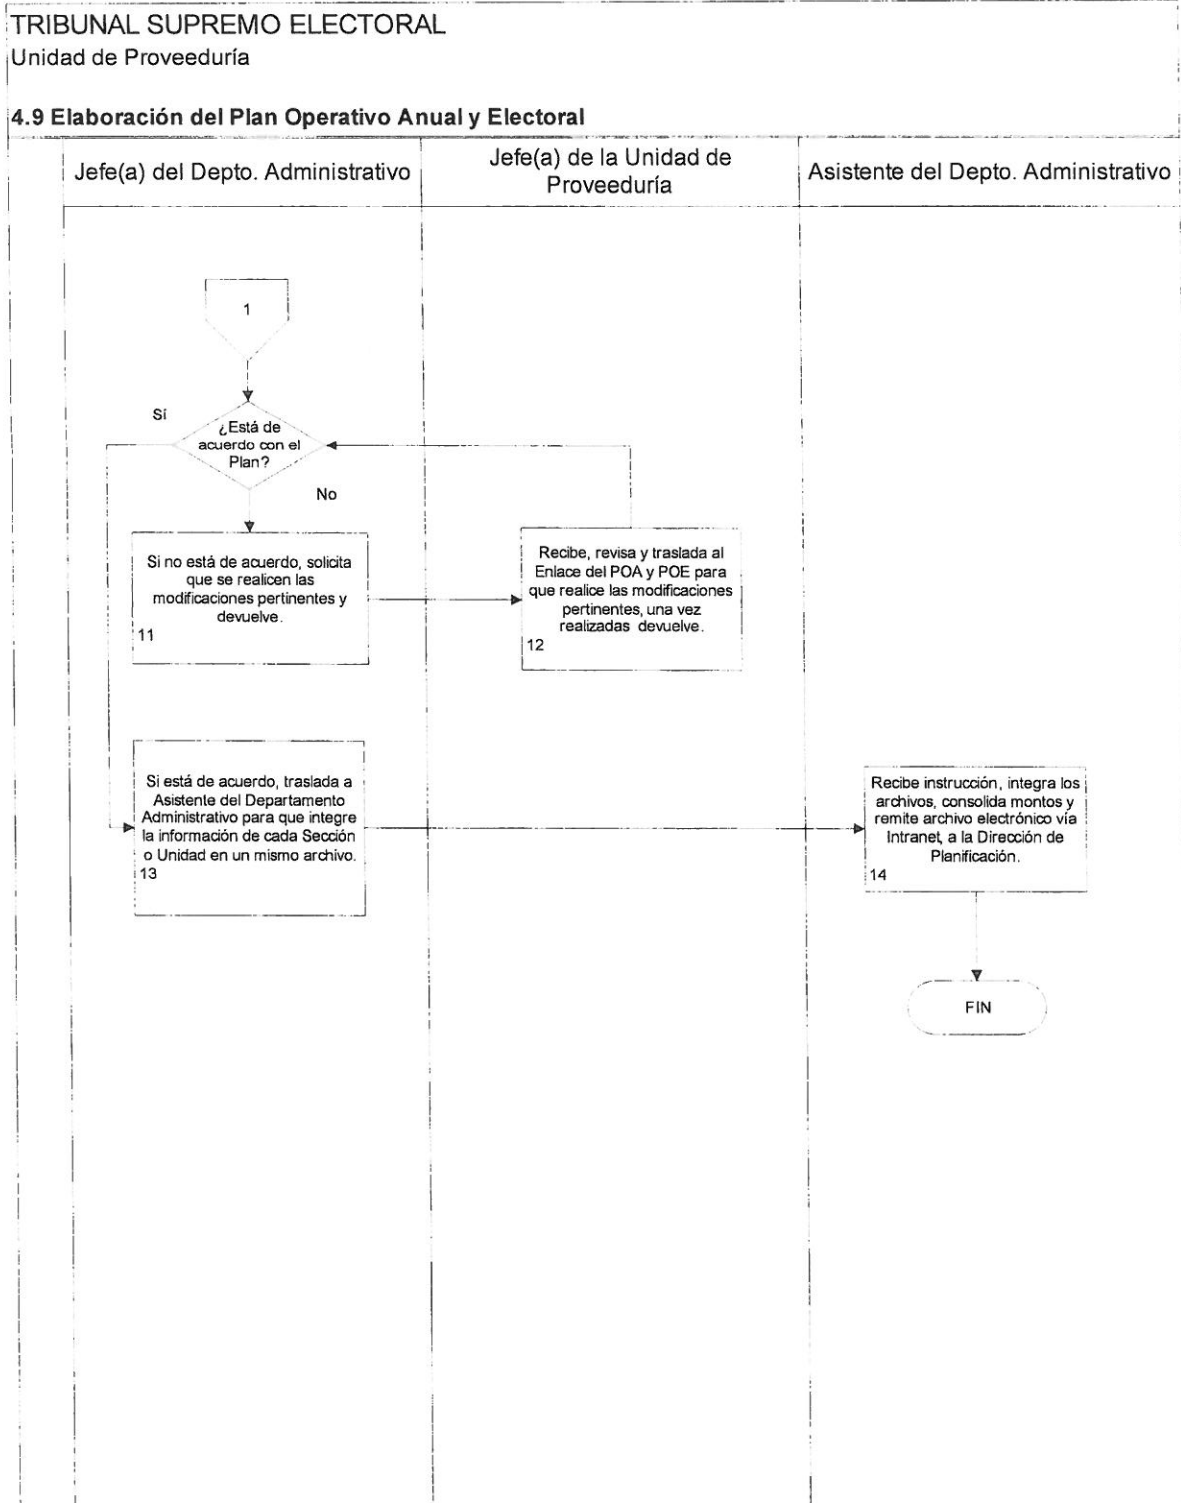 TRIBUNAL SUPREMO ELECTORAL
Unidad de Proveeduría
4.9 Elaboración del Plan Operativo Anual y Electoral
Jefe(a) del Depto. Administrativo
Jefe(a) de la Unidad de
Proveeduría
Asistente del Depto. Administrativo
1
Sí
¿Está de
acuerdo con el
Plan?
No
Si no está de acuerdo, solicita
que se realicen las
modificaciones pertinentes y
devuelve.
11
Recibe, revisa y traslada al
Enlace del POA y POE para
que realice las modificaciones
pertinentes, una vez
realizadas devuelve.
12
Si está de acuerdo, traslada a
Asistente del Departamento
Administrativo para que integre
la información de cada Sección
o Unidad en un mismo archivo.
13
Recibe instrucción, integra los
archivos, consolida montos y
remite archivo electrónico vía
Intranet, a la Dirección de
Planificación.
14
FIN